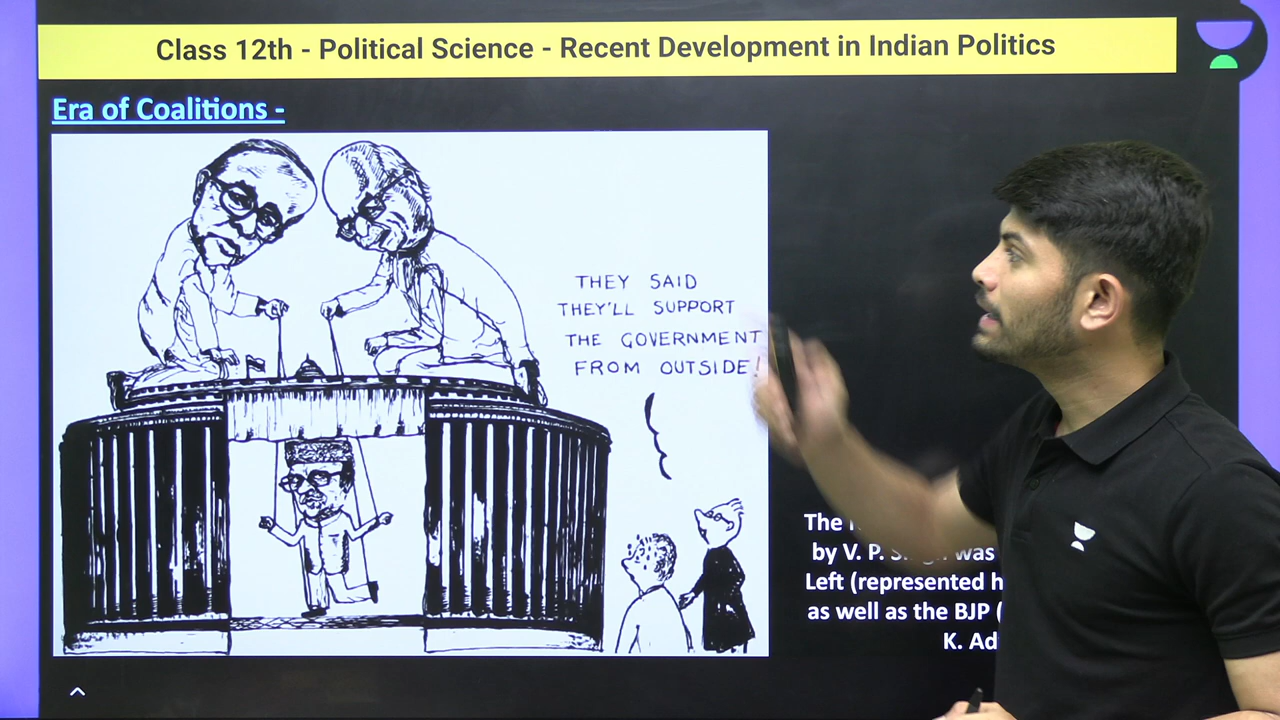 Class 12th - Political Science - Recent Development in Indian Politics
Era of Coalitions -
THEY SAID
THEY'LL SUPPORT
THE GOVERNMENT
FROM OUTSIDE!
The
by V. P. Singh was
Left (represented h
as well as the BJP (
K. Ad